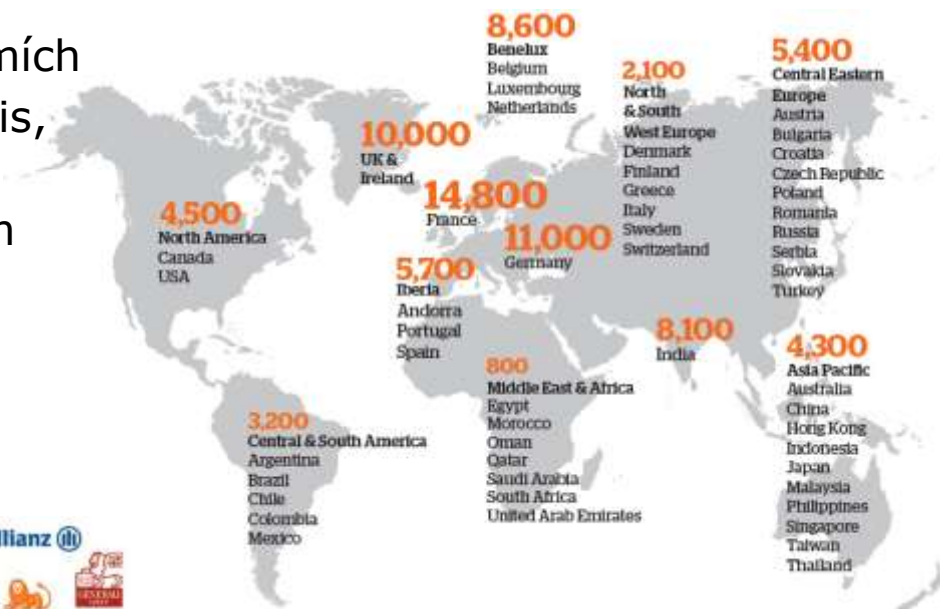 mích
is,
8,600
Benelux
Belgium
Luxembourg
Netherlands
2,100
North
& South
West Europe
Denmark
Finland
Greece
Italy
Sweden
Switzerland
5,400
Central Eastern
Europe
Austria
Bulgaria
Croatia
Czech Republic
Poland
Romania
Russia
Serbia
Slovakia
Turkey
10,000
UK &
Ireland
14,800
France
11,000
Germany
4,500
North America
Canada
USA
5,700
Iberia
Andorra
Portugal
Spain
8,100
India
4,300
Asia Pacific
Australia
China
Hong Kong
Indonesia
Japan
Malaysia
Philippines
Singapore
Taiwan
Thailand
800
Middle East & Africa
Egypt
Morocco
Oman
Qatar
Saudi Arabia
South Africa
United Arab Emirates
3,200
Central & South America
Argentina
Brazil
Chile
Colombia
Mexico
llianz
GENERALI